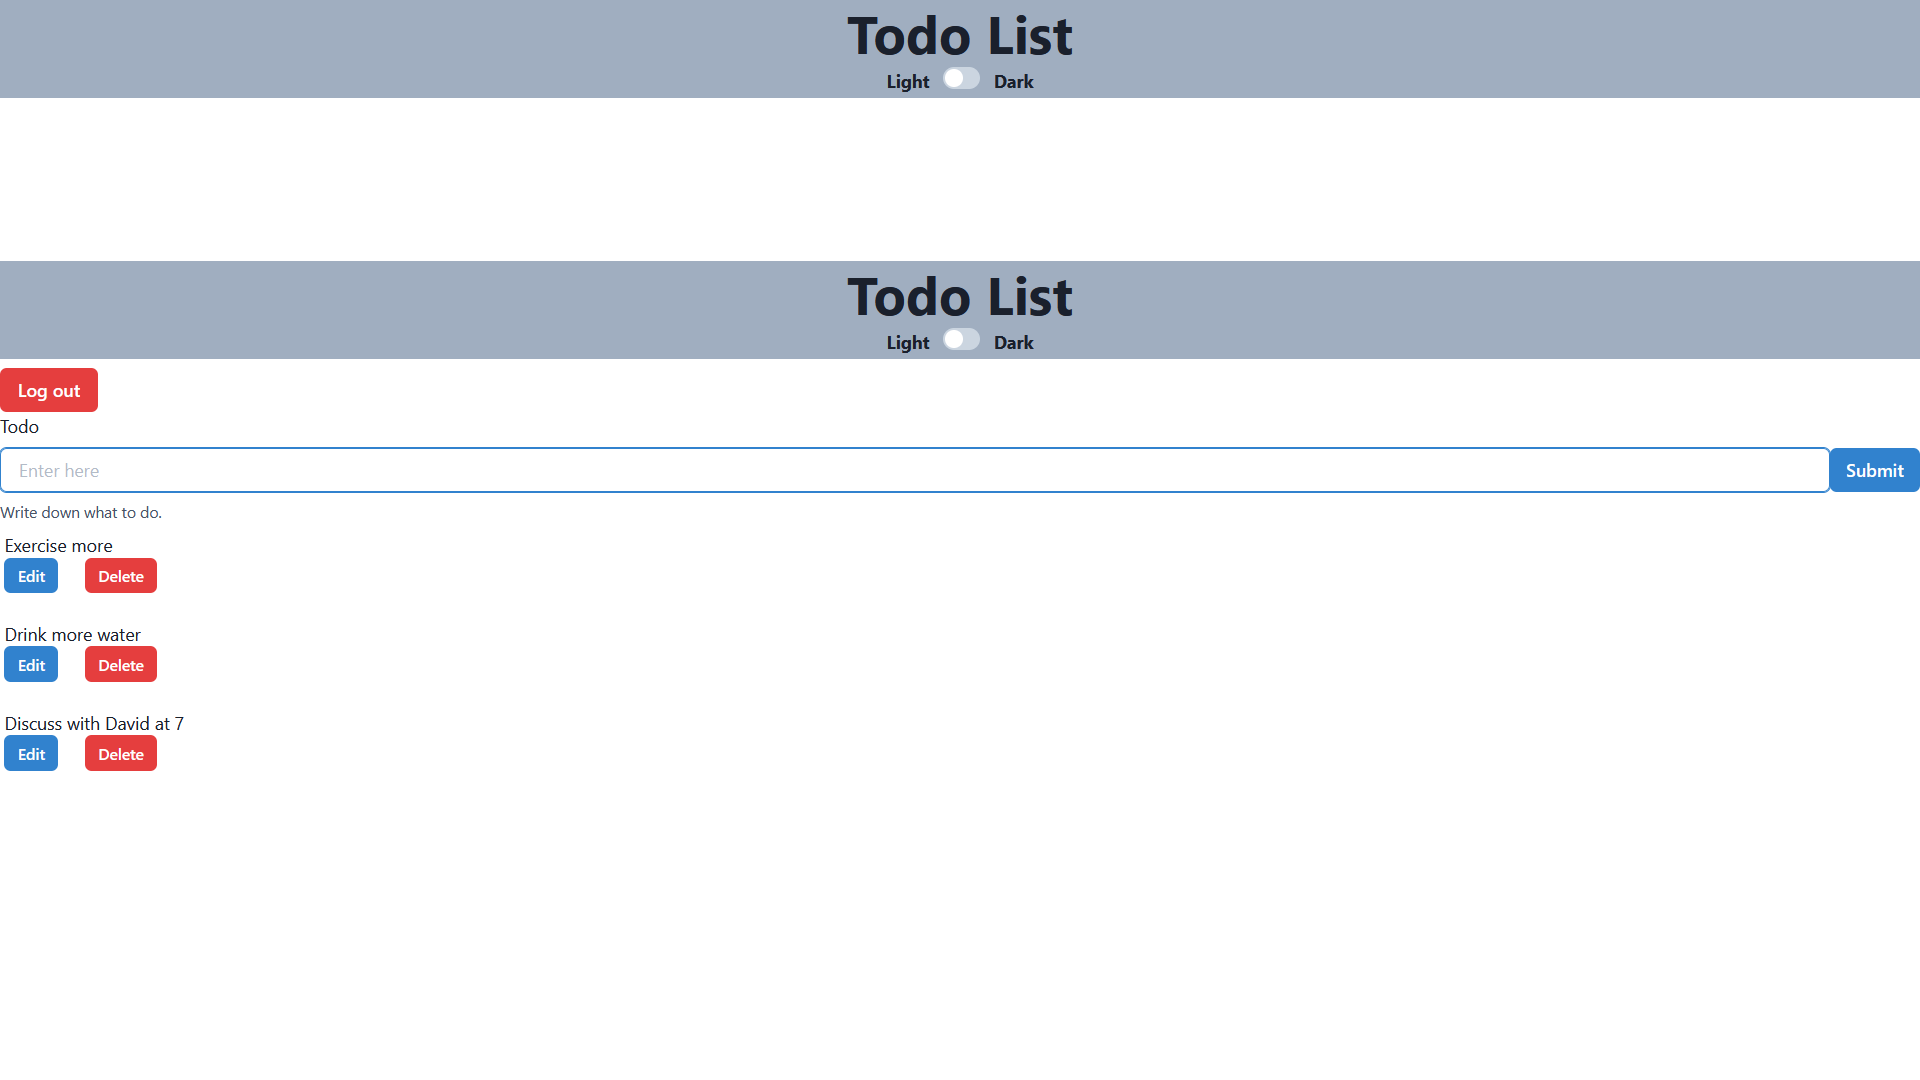 Todo List
Light Dark
Todo List
Light Dark
Log out
Todo
Enter here Submit
Write down what to do.
Exercise more
Edit Delete
Drink more water
Edit Delete
Discuss with David at 7
Edit Delete